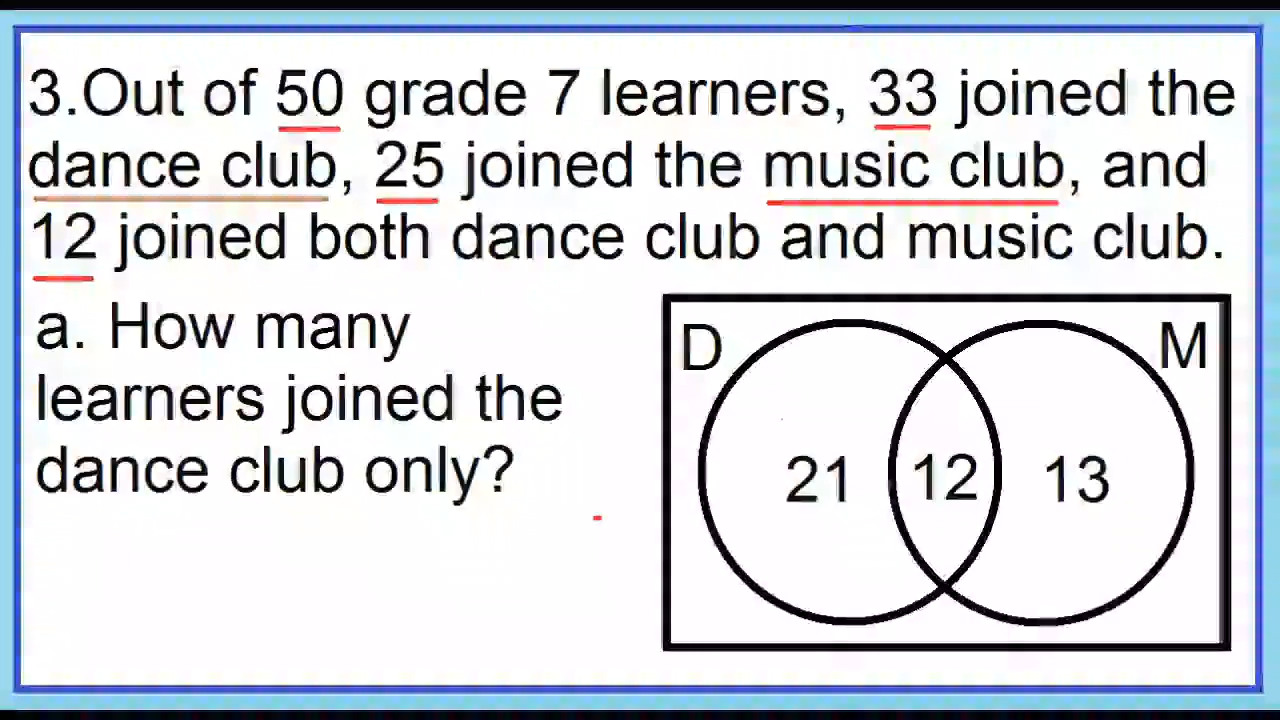 3.Out of 50 grade 7 learners, 33 joined the
dance club, 25 joined the music club, and
12 joined both dance club and music club.
a. How many
learners joined the
dance club only?
D M
21 12 13